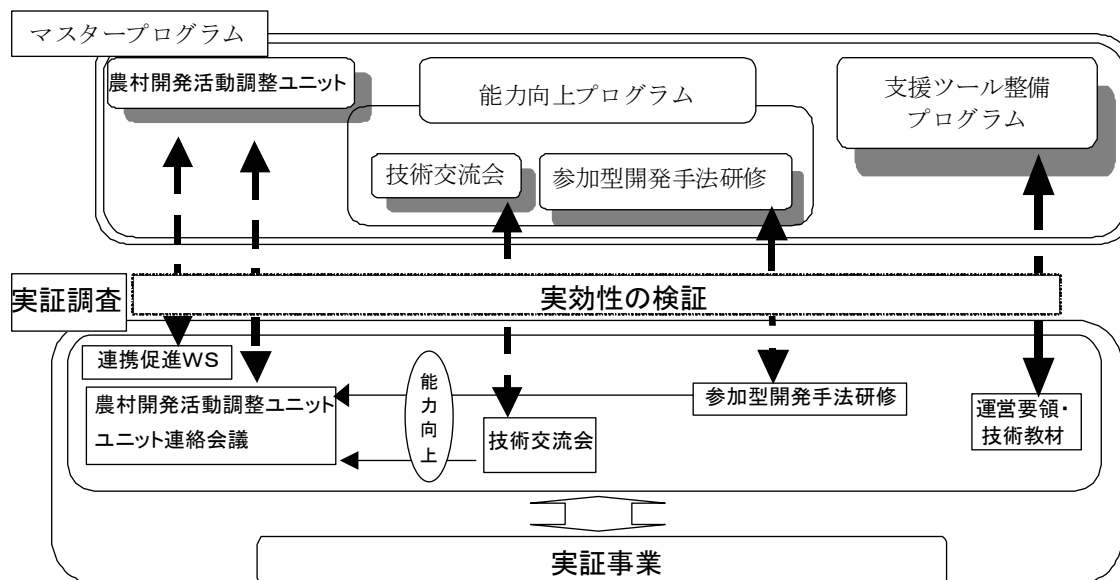 マスタープログラム
農村開発活動調整ユニット
能力向上プログラム
支援ツール整備
プログラム
技術交流会
参加型開発手法研修
実証調査
実効性の検証
連携促進WS
農村開発活動調整ユニット
ユニット連絡会議
能力向上
技術交流会
参加型開発手法研修
運営要領・
技術教材
実証事業